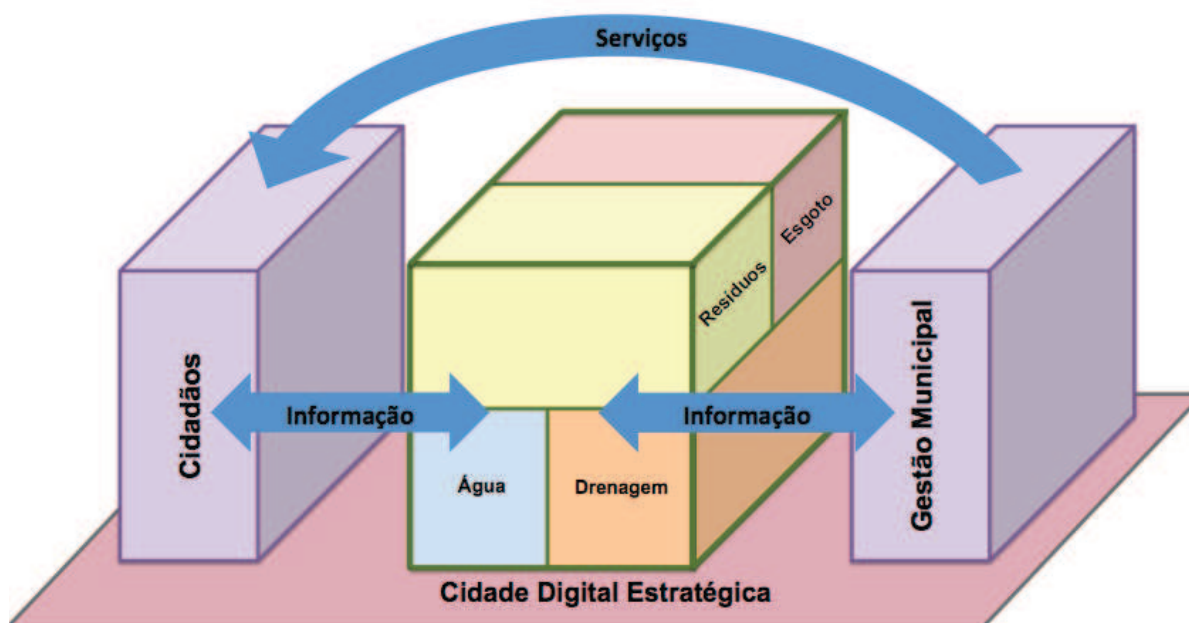 Serviços
Esgoto
Resíduos
Cidadãos
Informação
Informação
Gestão Municipal
Água
Drenagem
Cidade Digital Estratégica